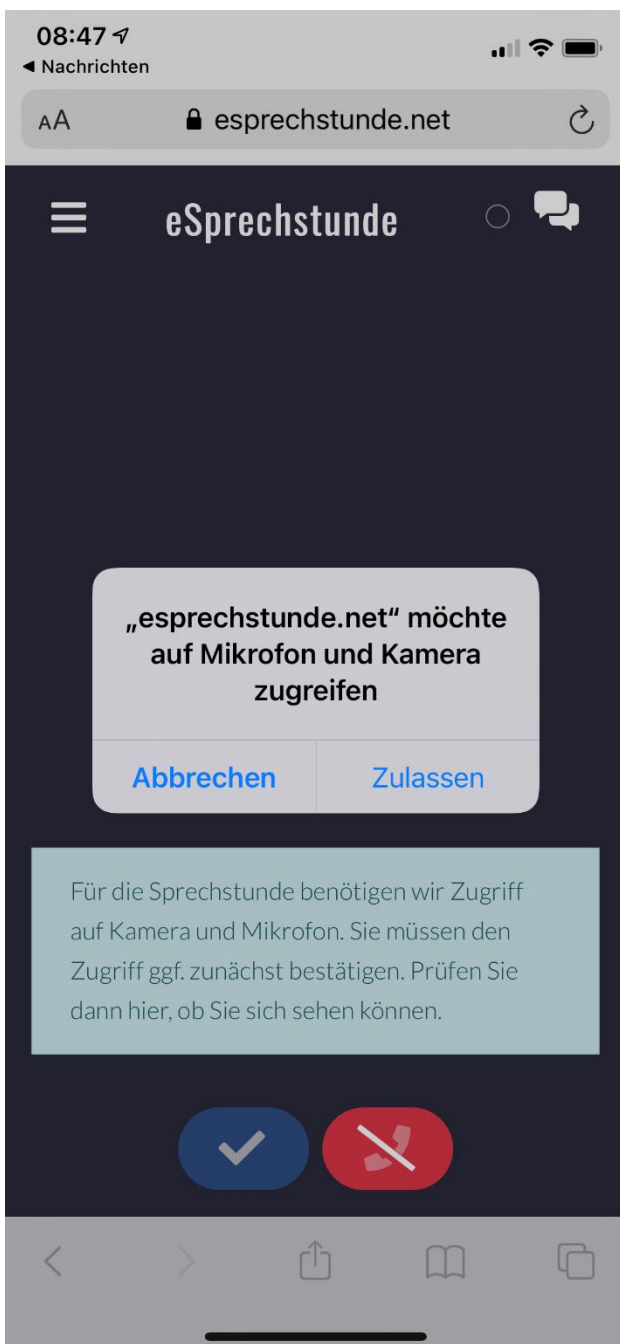 08:47
◀ Nachrichten
AA esprechstunde.net
eSprechstunde
„esprechstunde.net“ möchte
auf Mikrofon und Kamera
zugreifen
Abbrechen Zulassen
Für die Sprechstunde benötigen wir Zugriff
auf Kamera und Mikrofon. Sie müssen den
Zugriff ggf. zunächst bestätigen. Prüfen Sie
dann hier, ob Sie sich sehen können.